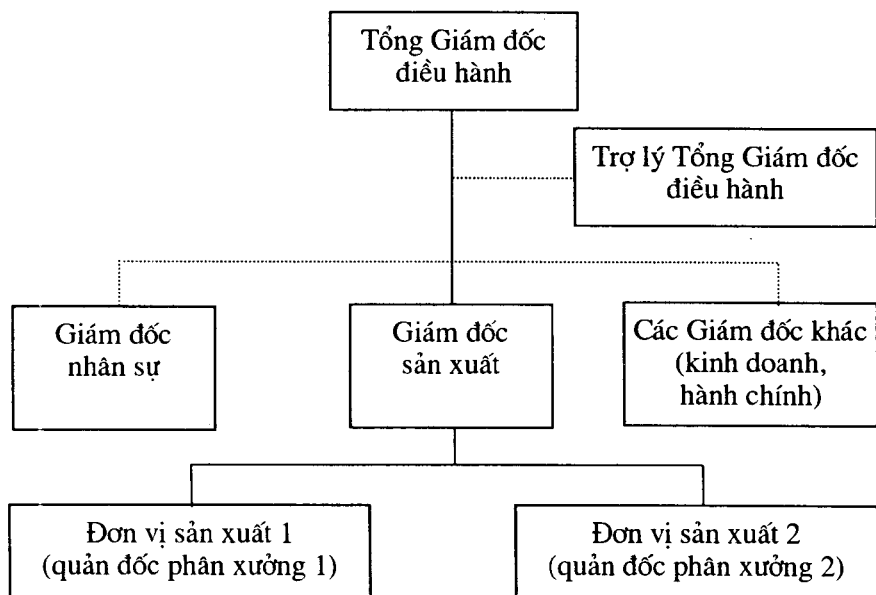 Tổng Giám đốc
điều hành
Trợ lý Tổng Giám đốc
điều hành
Giám đốc
nhân sự
Giám đốc
sản xuất
Các Giám đốc khác
(kinh doanh,
hành chính)
Đơn vị sản xuất 1
(quản đốc phân xưởng 1)
Đơn vị sản xuất 2
(quản đốc phân xưởng 2)